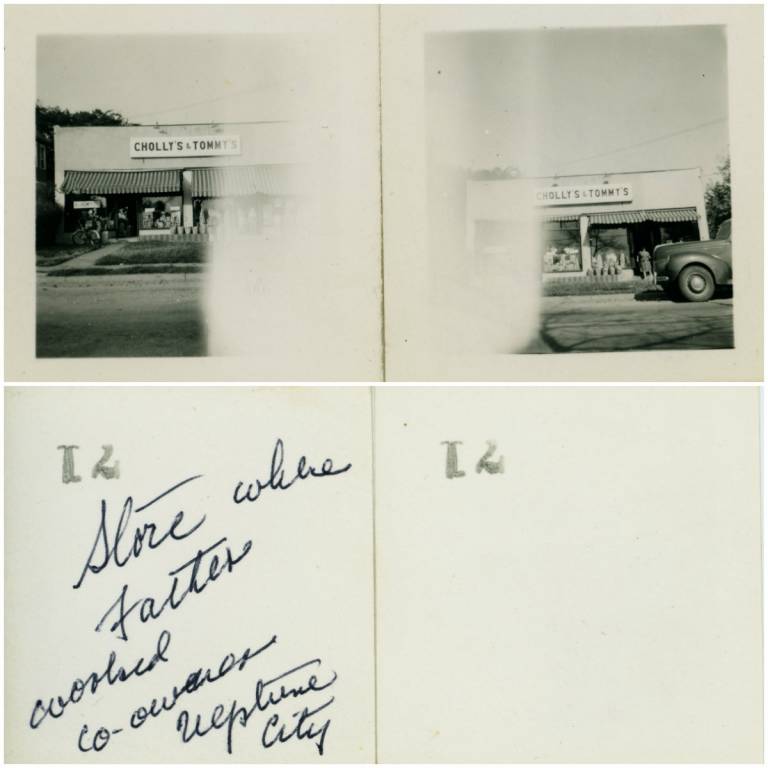 CHOLLY'S & TOMMY'S
CHOLLY'S & TOMMY'S
12
12
Store where
Father
worked
co-owner
Neptune
City